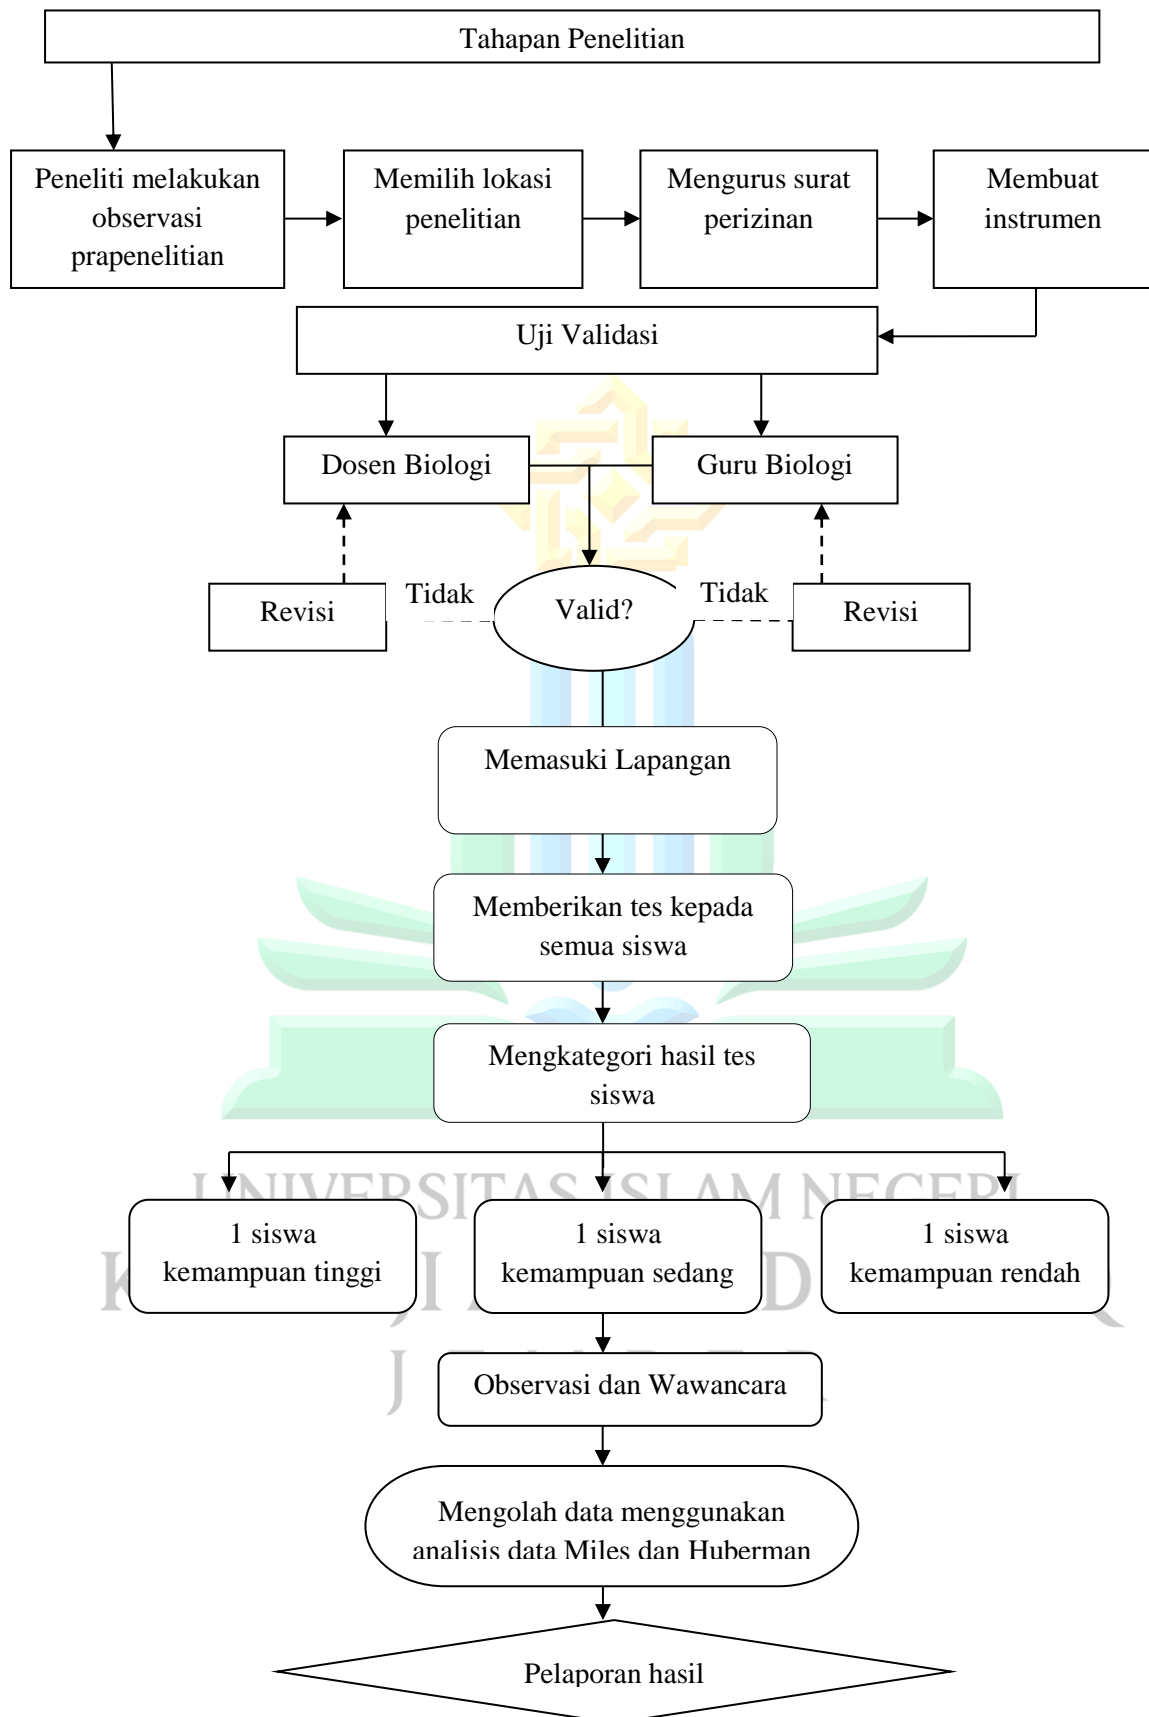 Tahapan Penelitian
Peneliti melakukan
observasi
prapenelitian
Memilih lokasi
penelitian
Mengurus surat
perizinan
Membuat
instrumen
Uji Validasi
Dosen Biologi
Guru Biologi
Revisi
Tidak
Valid?
Tidak
Revisi
Memasuki Lapangan
Memberikan tes kepada
semua siswa
Mengkategori hasil tes
siswa
UNIVERSITAS ISLAM NEGERI
1 siswa
kemampuan tinggi
1 siswa
kemampuan sedang
1 siswa
kemampuan rendah
Observasi dan Wawancara
Mengolah data menggunakan
analisis data Miles dan Huberman
Pelaporan hasil